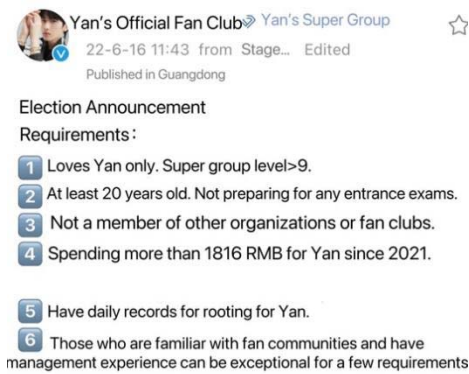 Yan's Official Fan Club Yan's Super Group
22-6-16 11:43 from Stage... Edited
Published in Guangdong
Election Announcement
Requirements:
1 Loves Yan only. Super group level>9.
2 At least 20 years old. Not preparing for any entrance exams.
3 Not a member of other organizations or fan clubs.
4 Spending more than 1816 RMB for Yan since 2021.
5 Have daily records for rooting for Yan.
6 Those who are familiar with fan communities and have
management experience can be exceptional for a few requirements